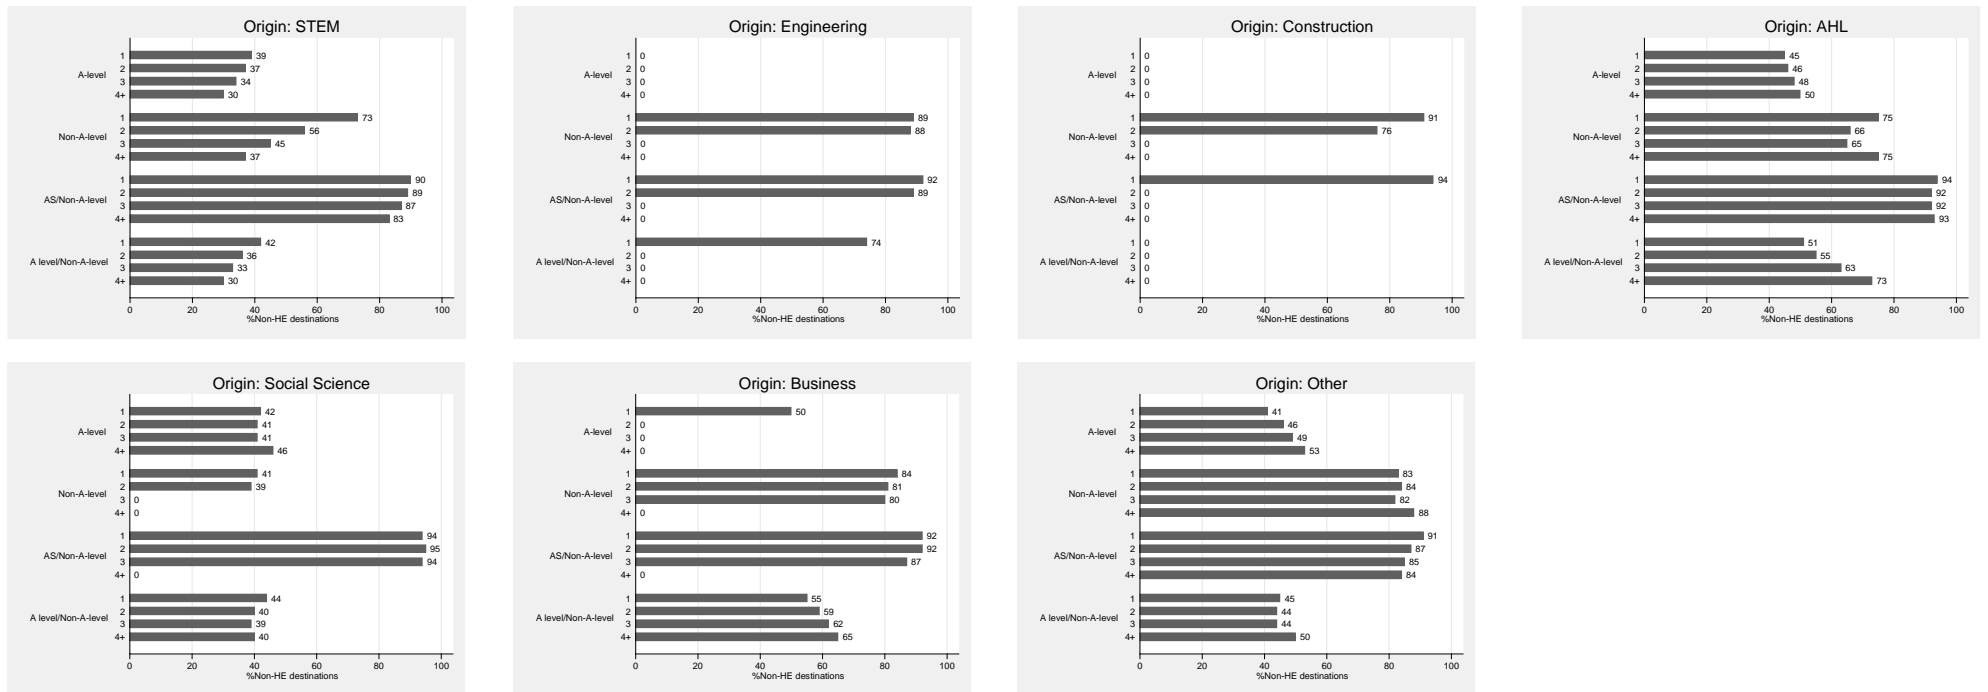 Origin: STEM
A-level
1 39
2 37
3 34
4+ 30
Non-A-level
1 73
2 56
3 45
4+ 37
AS/Non-A-level
1 90
2 89
3 87
4+ 83
A level/Non-A-level
1 42
2 36
3 33
4+ 30
0 20 40 60 80 100
%Non-HE destinations
Origin: Engineering
A-level
1 0
2 0
3 0
4+ 0
Non-A-level
1 89
2 88
3 0
4+ 0
AS/Non-A-level
1 92
2 89
3 0
4+ 0
A level/Non-A-level
1 74
2 0
3 0
4+ 0
0 20 40 60 80 100
%Non-HE destinations
Origin: Construction
A-level
1 0
2 0
3 0
4+ 0
Non-A-level
1 91
2 76
3 0
4+ 0
AS/Non-A-level
1 94
2 0
3 0
4+ 0
A level/Non-A-level
1 0
2 0
3 0
4+ 0
0 20 40 60 80 100
%Non-HE destinations
Origin: AHL
A-level
1 45
2 46
3 48
4+ 50
Non-A-level
1 75
2 66
3 65
4+ 75
AS/Non-A-level
1 94
2 92
3 92
4+ 93
A level/Non-A-level
1 51
2 55
3 63
4+ 73
0 20 40 60 80 100
%Non-HE destinations
Origin: Social Science
A-level
1 42
2 41
3 41
4+ 46
Non-A-level
1 41
2 39
3 0
4+ 0
AS/Non-A-level
1 94
2 95
3 94
4+ 0
A level/Non-A-level
1 44
2 40
3 39
4+ 40
0 20 40 60 80 100
%Non-HE destinations
Origin: Business
A-level
1 50
2 0
3 0
4+ 0
Non-A-level
1 84
2 81
3 80
4+ 0
AS/Non-A-level
1 92
2 92
3 87
4+ 0
A level/Non-A-level
1 55
2 59
3 62
4+ 65
0 20 40 60 80 100
%Non-HE destinations
Origin: Other
A-level
1 41
2 46
3 49
4+ 53
Non-A-level
1 83
2 84
3 82
4+ 88
AS/Non-A-level
1 91
2 87
3 85
4+ 84
A level/Non-A-level
1 45
2 44
3 44
4+ 50
0 20 40 60 80 100
%Non-HE destinations